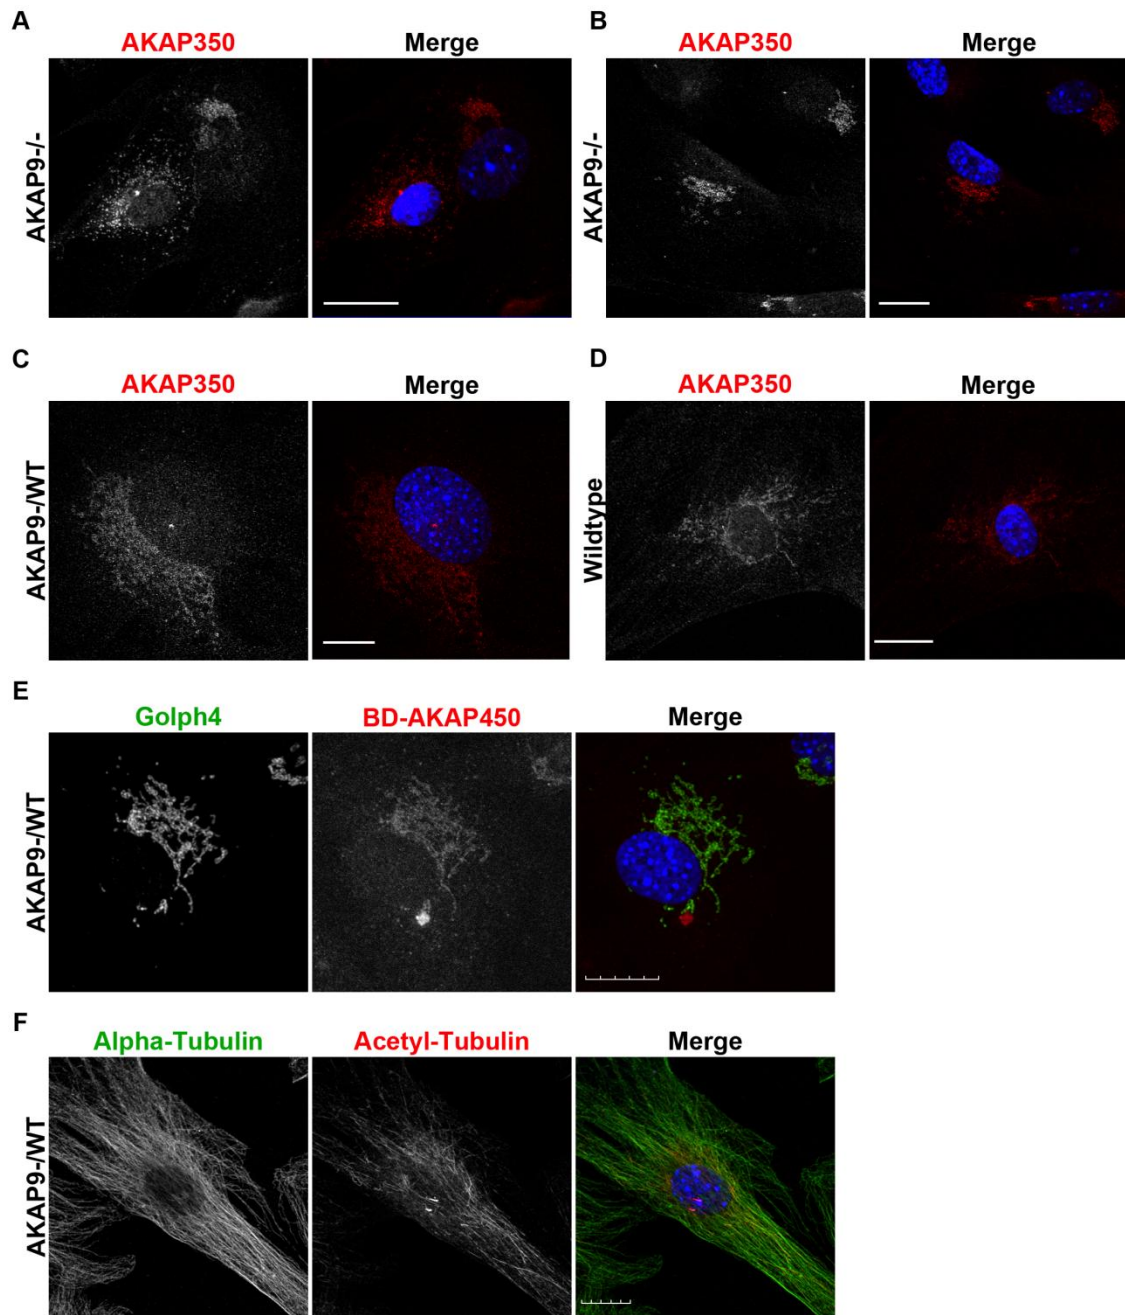 A
AKAP350 Merge
AKAP9-/-
B
AKAP350 Merge
AKAP9-/-
C
AKAP350 Merge
AKAP9-/WT
D
AKAP350 Merge
Wildtype
E
Golph4 BD-AKAP450 Merge
AKAP9-/WT
F
Alpha-Tubulin Acetyl-Tubulin Merge
AKAP9-/WT